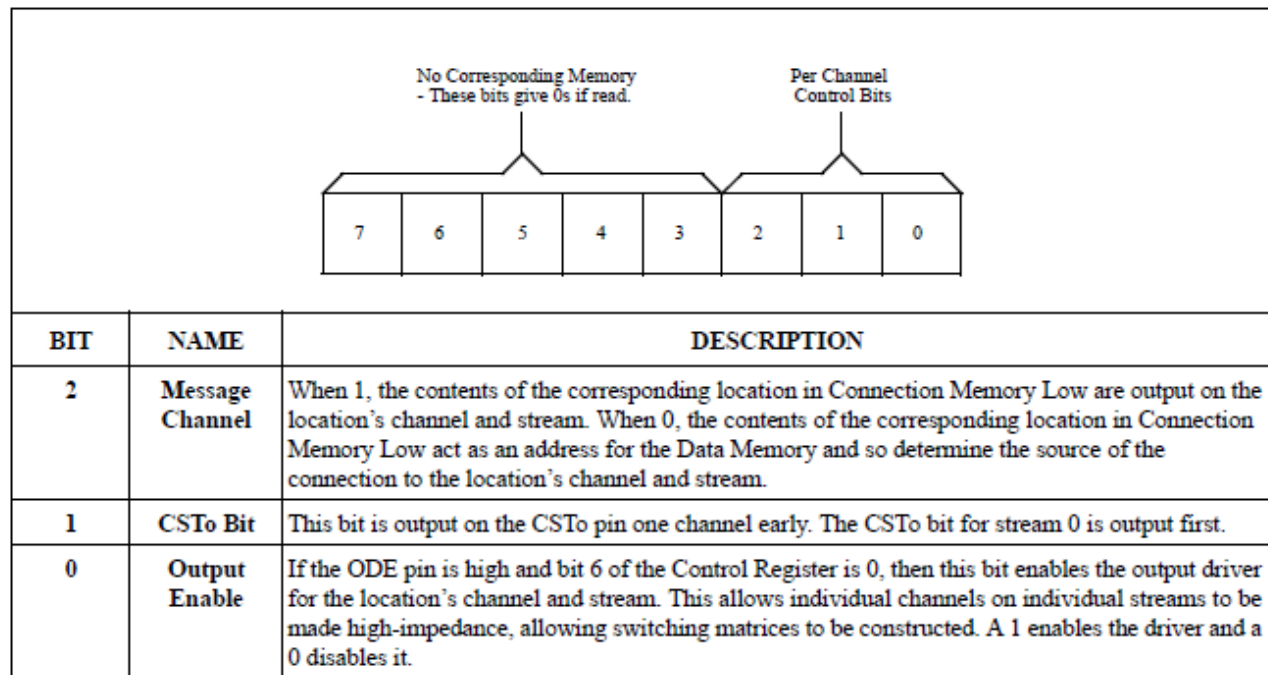 No Corresponding Memory
- These bits give 0s if read.
Per Channel
Control Bits
7 6 5 4 3 2 1 0
BIT NAME DESCRIPTION
2 Message Channel When 1, the contents of the corresponding location in Connection Memory Low are output on the
location's channel and stream. When 0, the contents of the corresponding location in Connection
Memory Low act as an address for the Data Memory and so determine the source of the
connection to the location's channel and stream.
1 CSTo Bit This bit is output on the CSTo pin one channel early. The CSTo bit for stream 0 is output first.
0 Output Enable If the ODE pin is high and bit 6 of the Control Register is 0, then this bit enables the output driver
for the location's channel and stream. This allows individual channels on individual streams to be
made high-impedance, allowing switching matrices to be constructed. A 1 enables the driver and a
0 disables it.